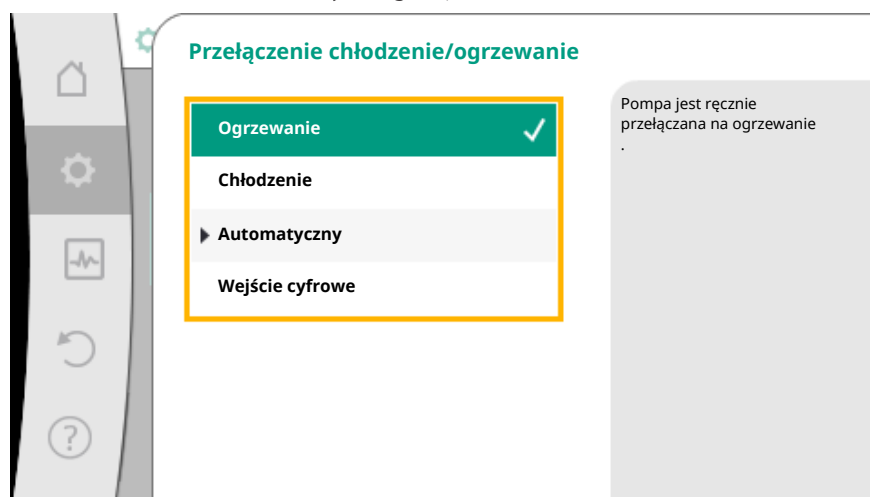 Przełączenie chłodzenie/ogrzewanie
Ogrzewanie
Chłodzenie
Automatyczny
Wejście cyfrowe
Pompa jest ręcznie
przełączana na ogrzewanie
.
?